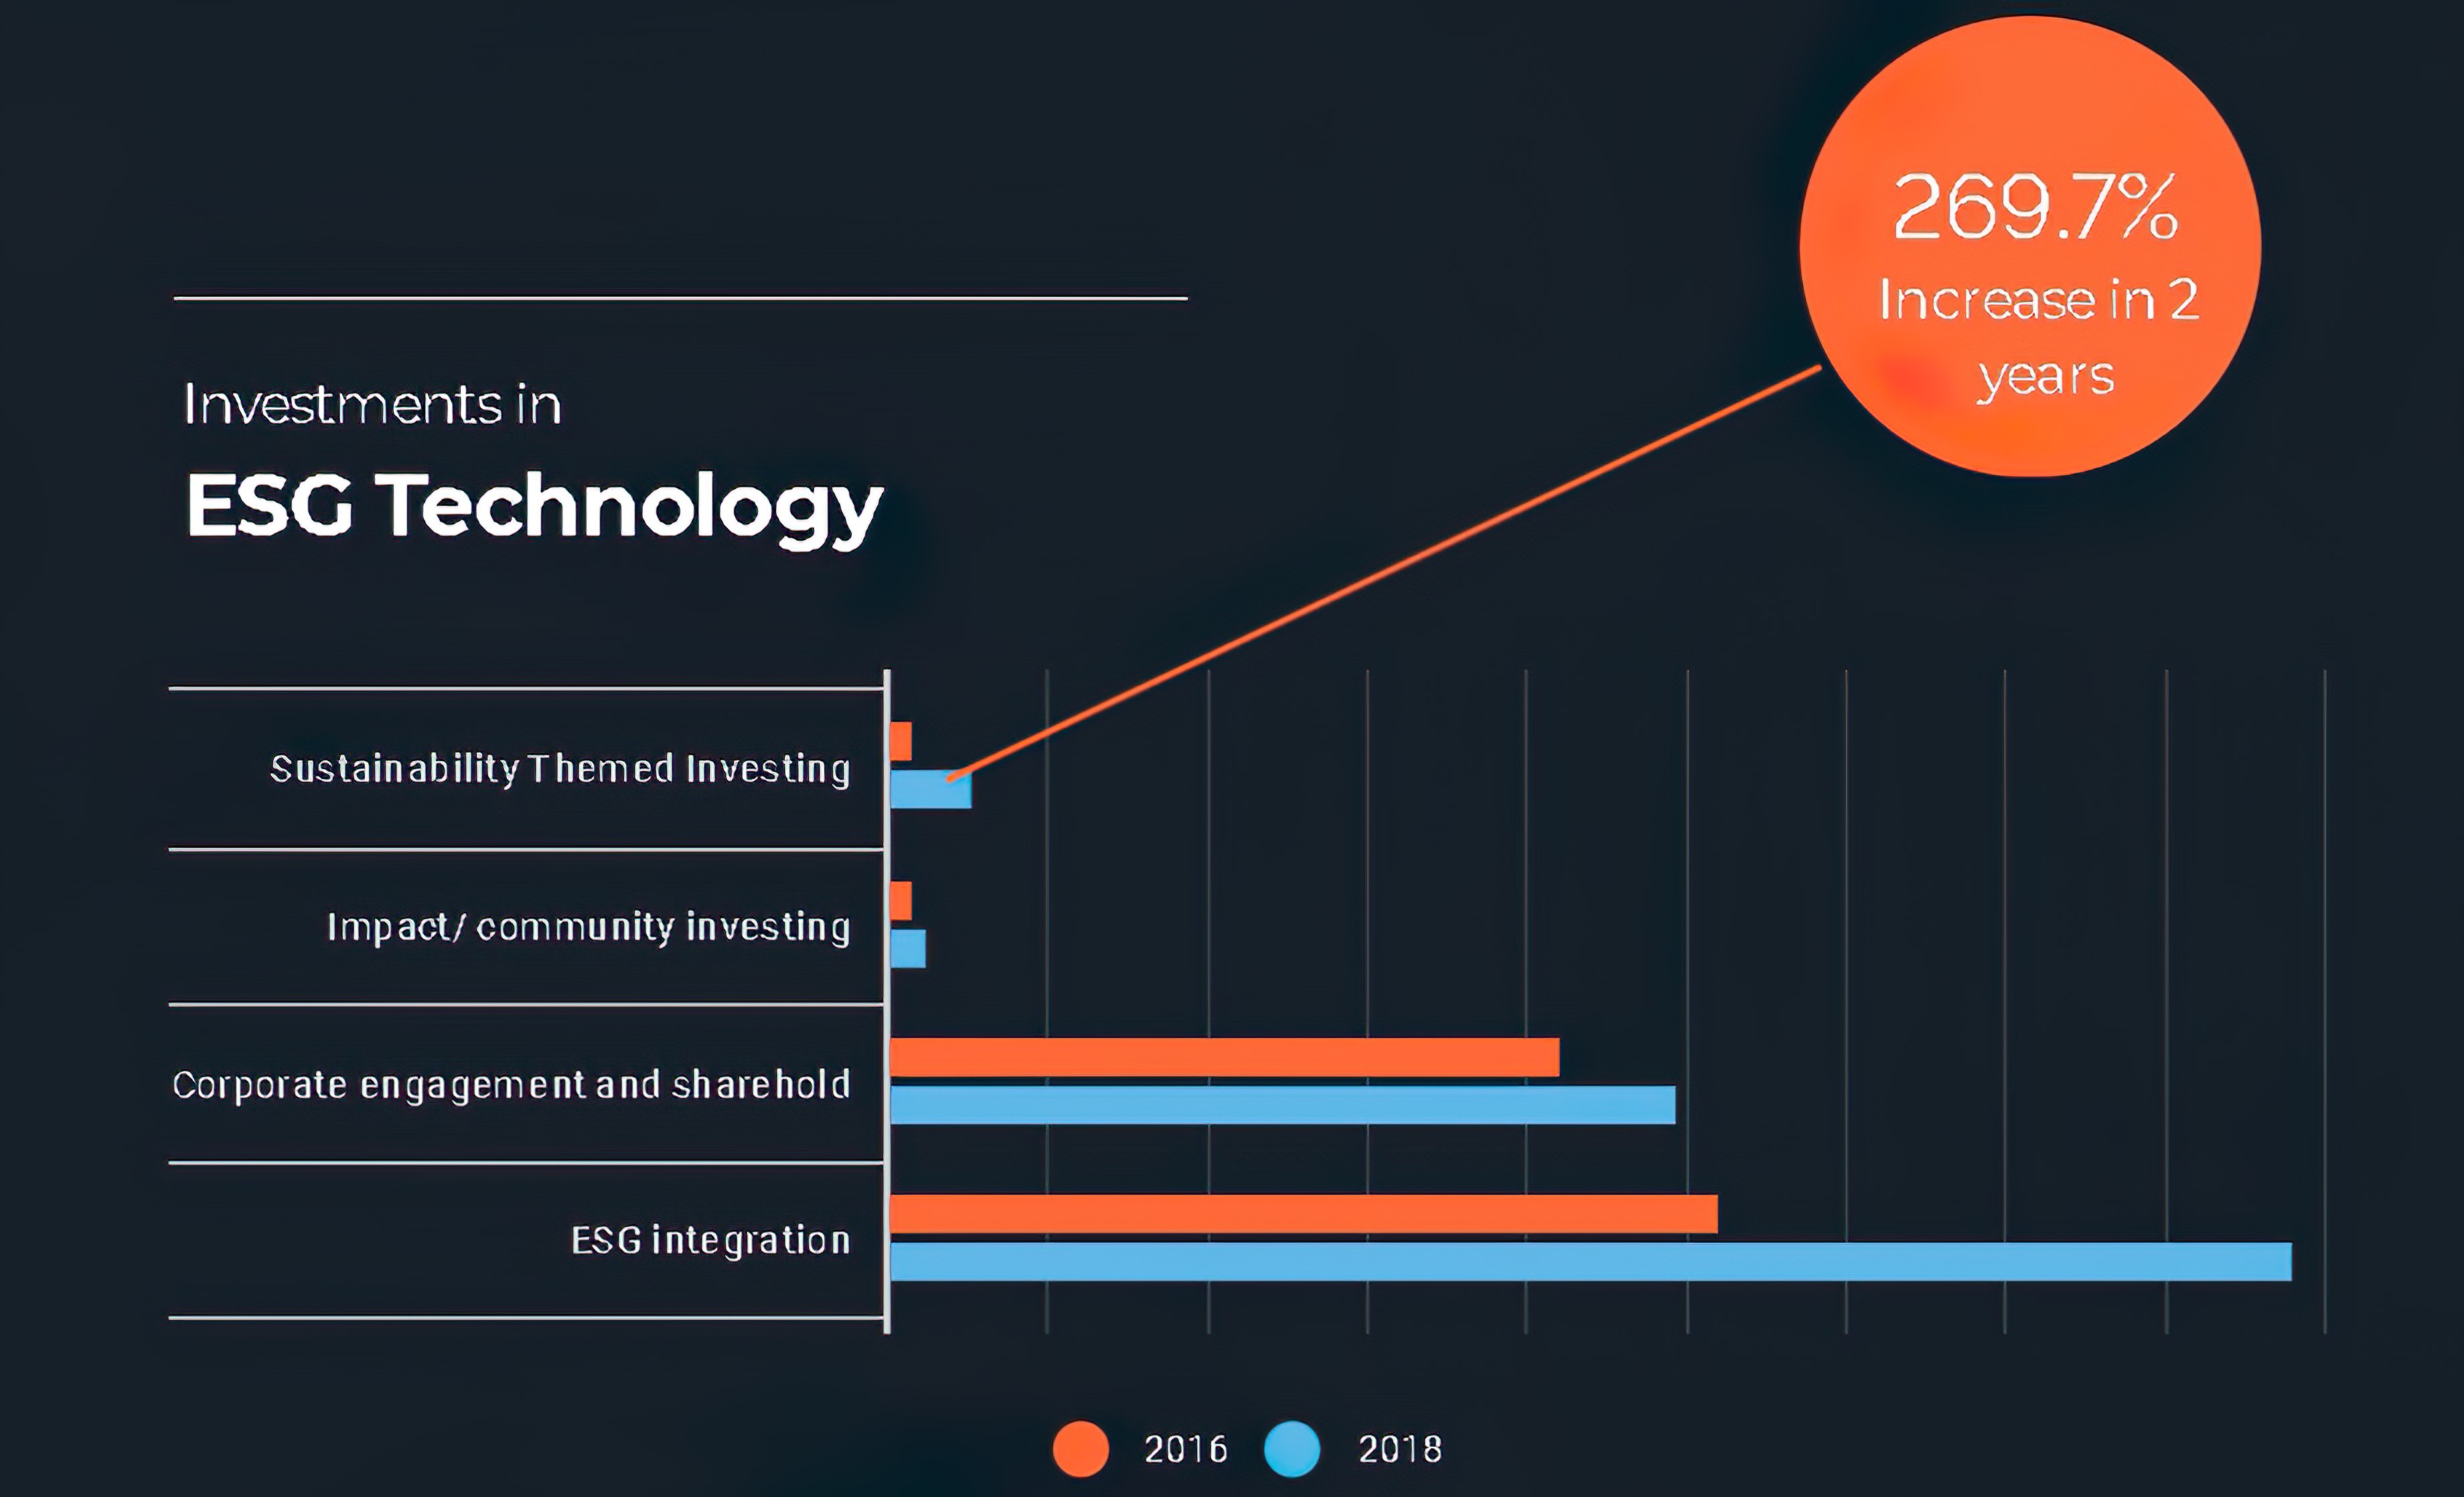 269.7%
Increase in 2
years
Investments in
ESG Technology
Sustainability Themed Investing
Impact/ community investing
Corporate engagement and sharehold
ESG integration
2016
2018